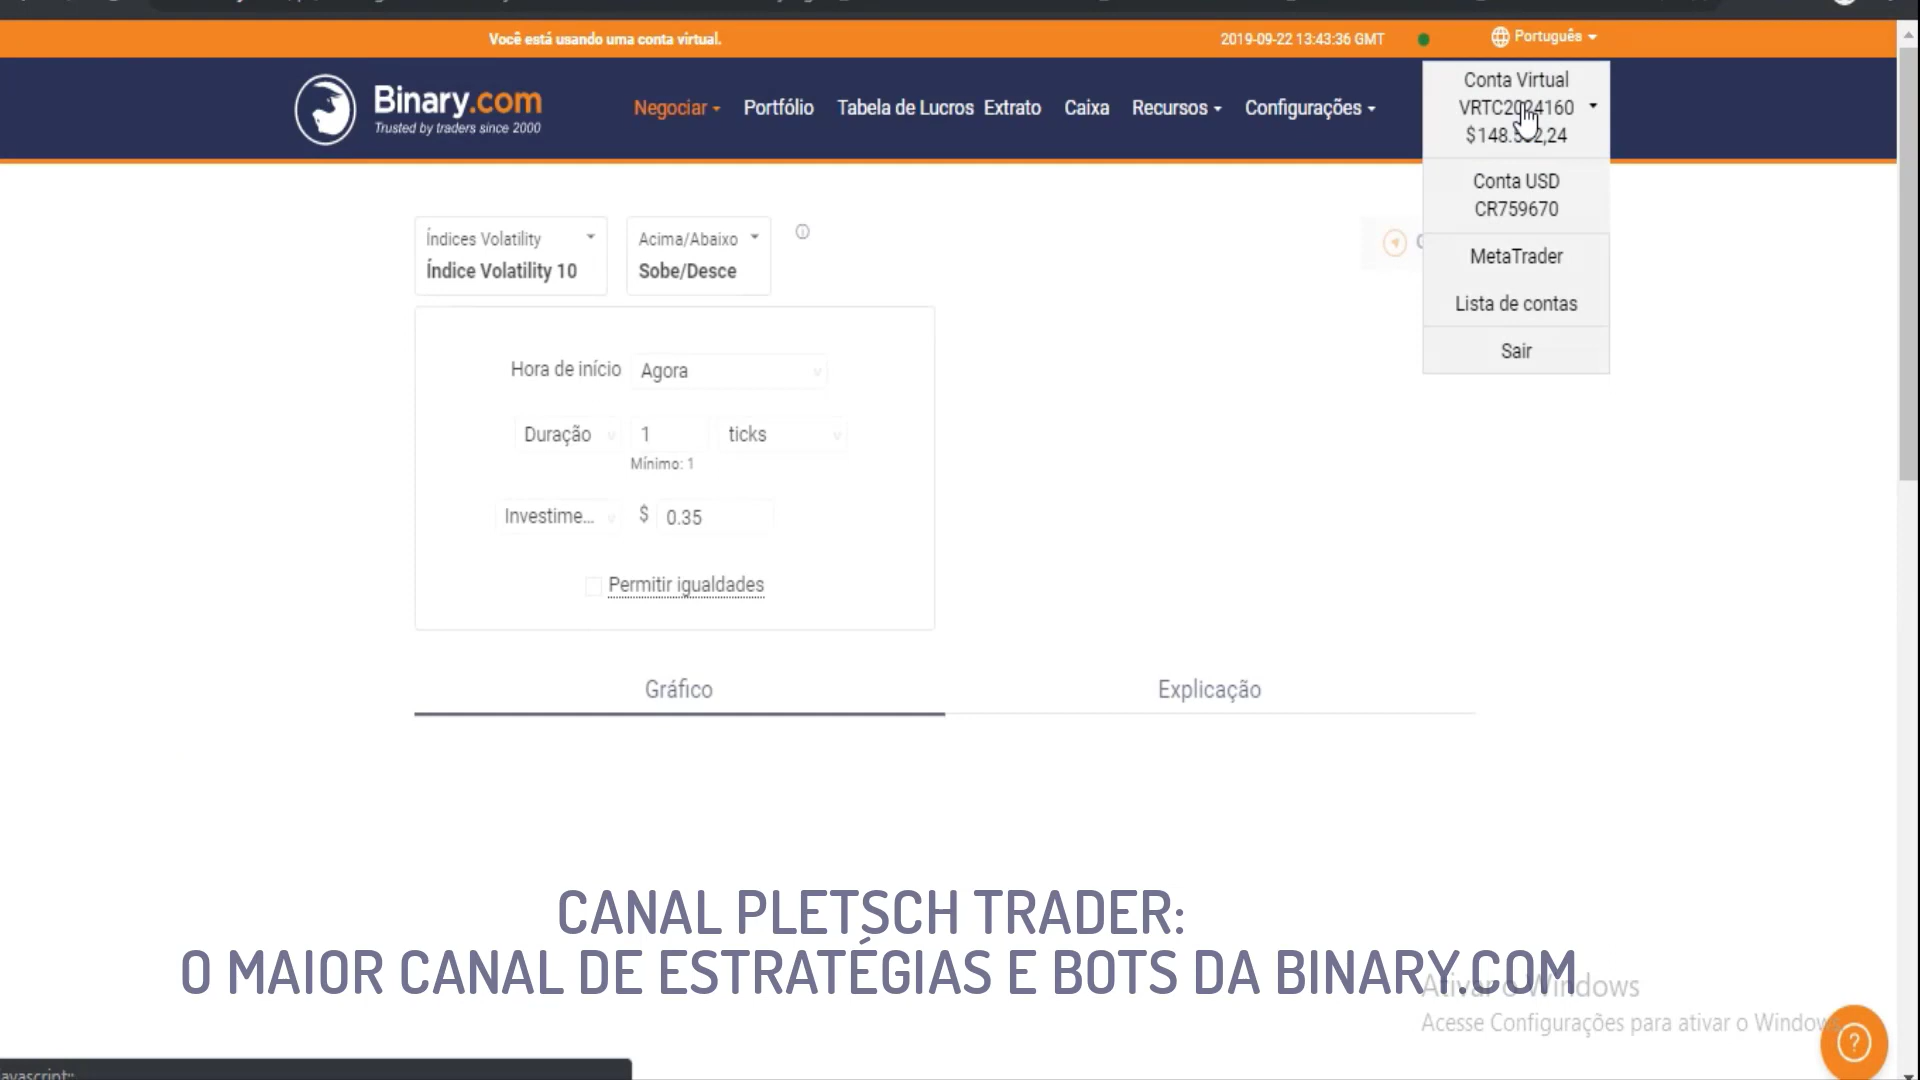 Você está usando uma conta virtual.
2019-09-22 13:43:36 GMT
Português
Binary.com
Trusted by traders since 2000
Negociar
Portfólio
Tabela de Lucros
Extrato
Caixa
Recursos
Configurações
Conta Virtual
VRTC2024160
Conta USD
CR759670
MetaTrader
Lista de contas
Sair
Índices Volatility
Índice Volatility 10
Acima/Abaixo
Sobe/Desce
Hora de início Agora
Duração 1 ticks
Mínimo: 1
Investime... $ 0.35
Permitir igualdades
Gráfico
Explicação
CANAL PLETSCH TRADER:
O MAIOR CANAL DE ESTRATÉGIAS E BOTS DA BINARY.COM
Ativar o Windows
Acesse Configurações para ativar o Windows